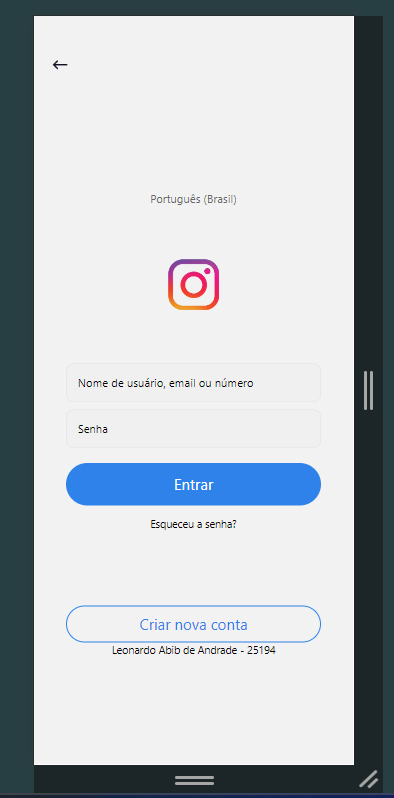 Português (Brasil)
Nome de usuário, email ou número
Senha
Entrar
Esqueceu a senha?
Criar nova conta
Leonardo Abib de Andrade - 25194